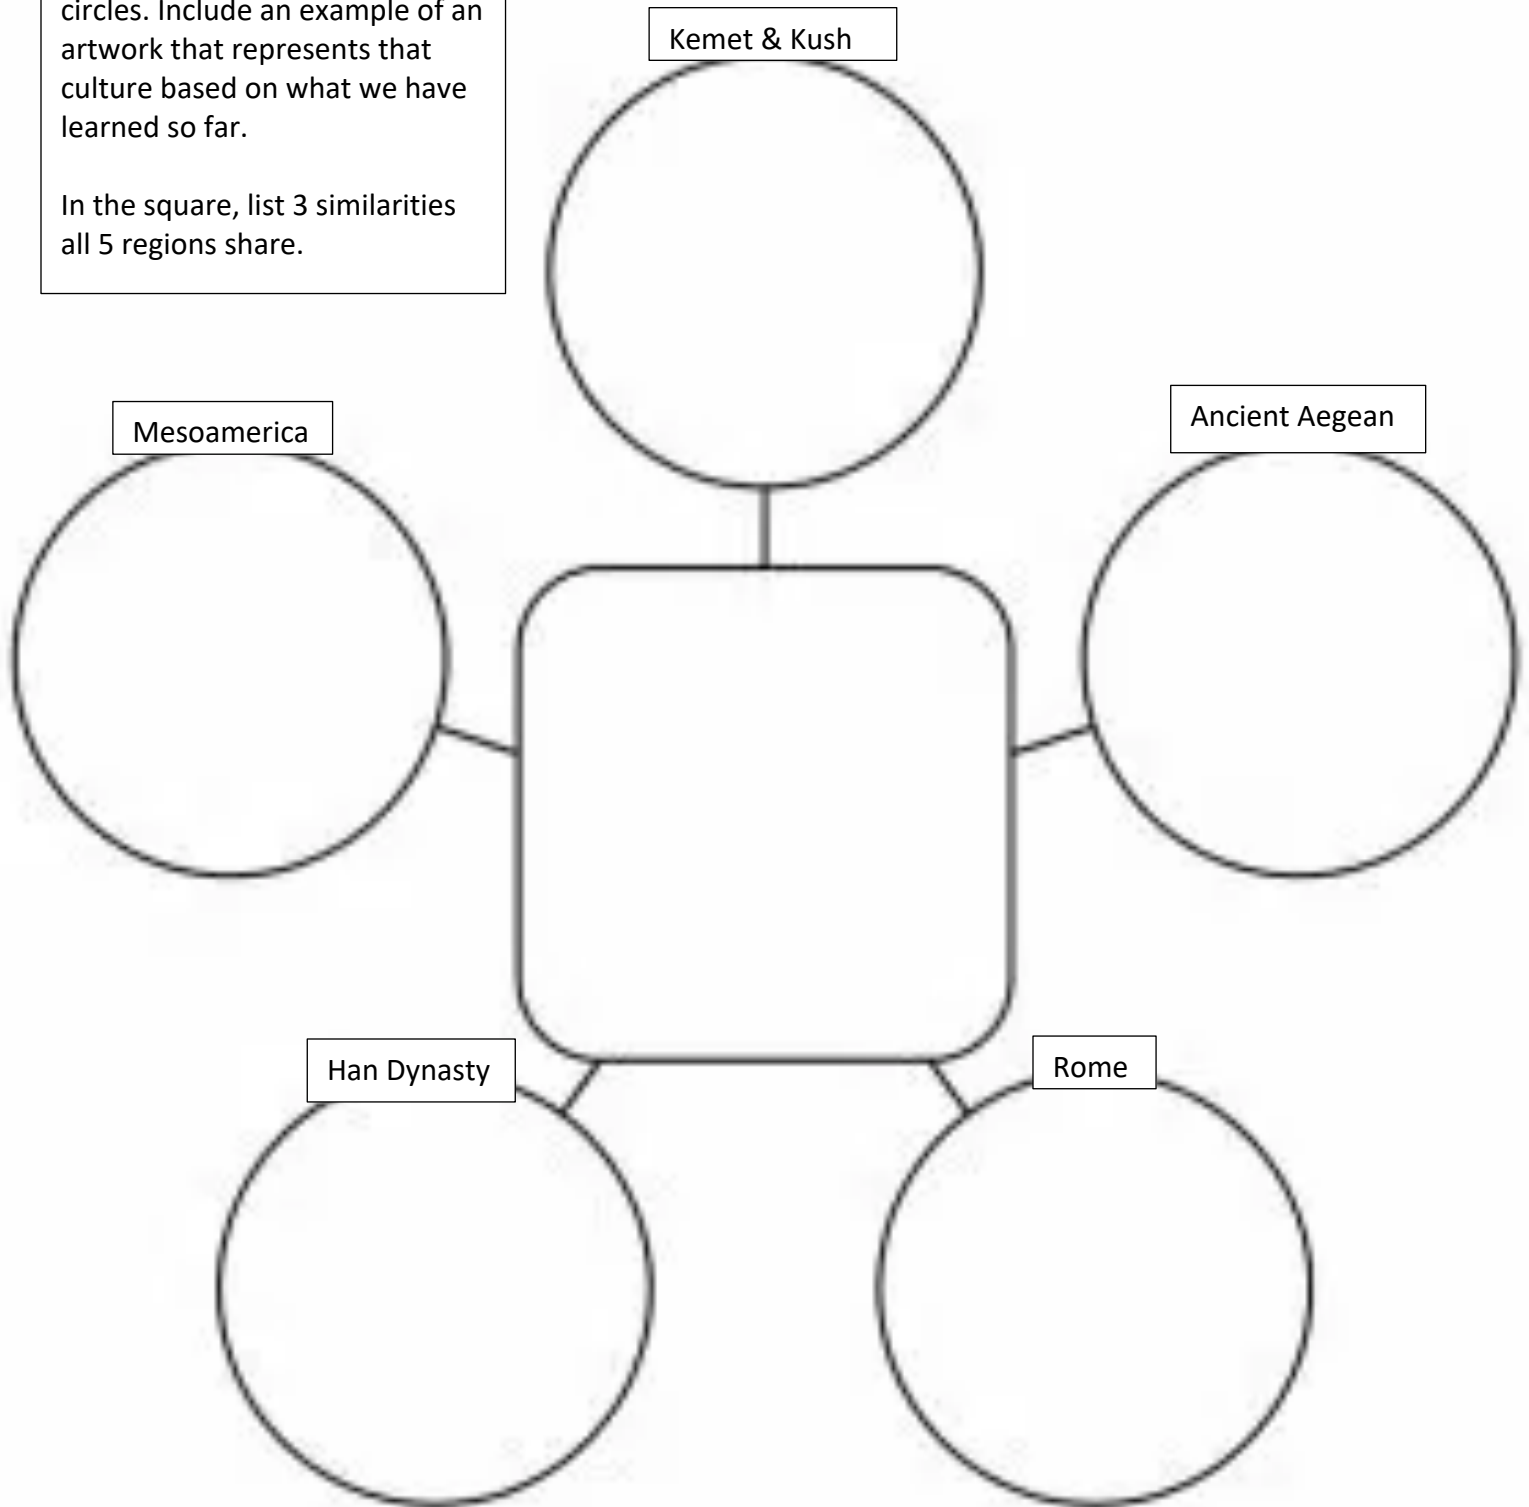 circles. Include an example of an
artwork that represents that
culture based on what we have
learned so far.
In the square, list 3 similarities
all 5 regions share.
Kemet & Kush
Mesoamerica
Ancient Aegean
Han Dynasty
Rome